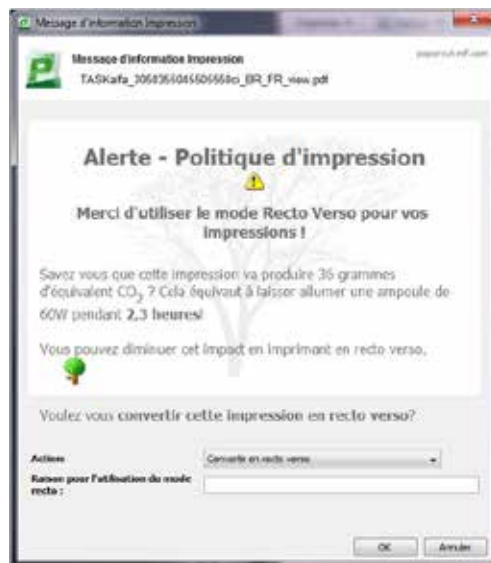 Message d'information Impression
Message d'information Impression
TASKalfa_3050355045505550ci_BR_FR_view.pdf
Alerte - Politique d'impression
Merci d'utiliser le mode Recto Verso pour vos
impressions !
Savez vous que cette impression va produire 36 grammes
d'équivalent CO₂ ? Cela équivaut à laisser allumer une ampoule de
60W pendant 2,3 heures!
Vous pouvez diminuer cet impact en imprimant en recto verso.
Voulez vous convertir cette impression en recto verso?
Action
Convertir en recto verso
Raison pour l'utilisation du mode
recto :
OK
Annuler